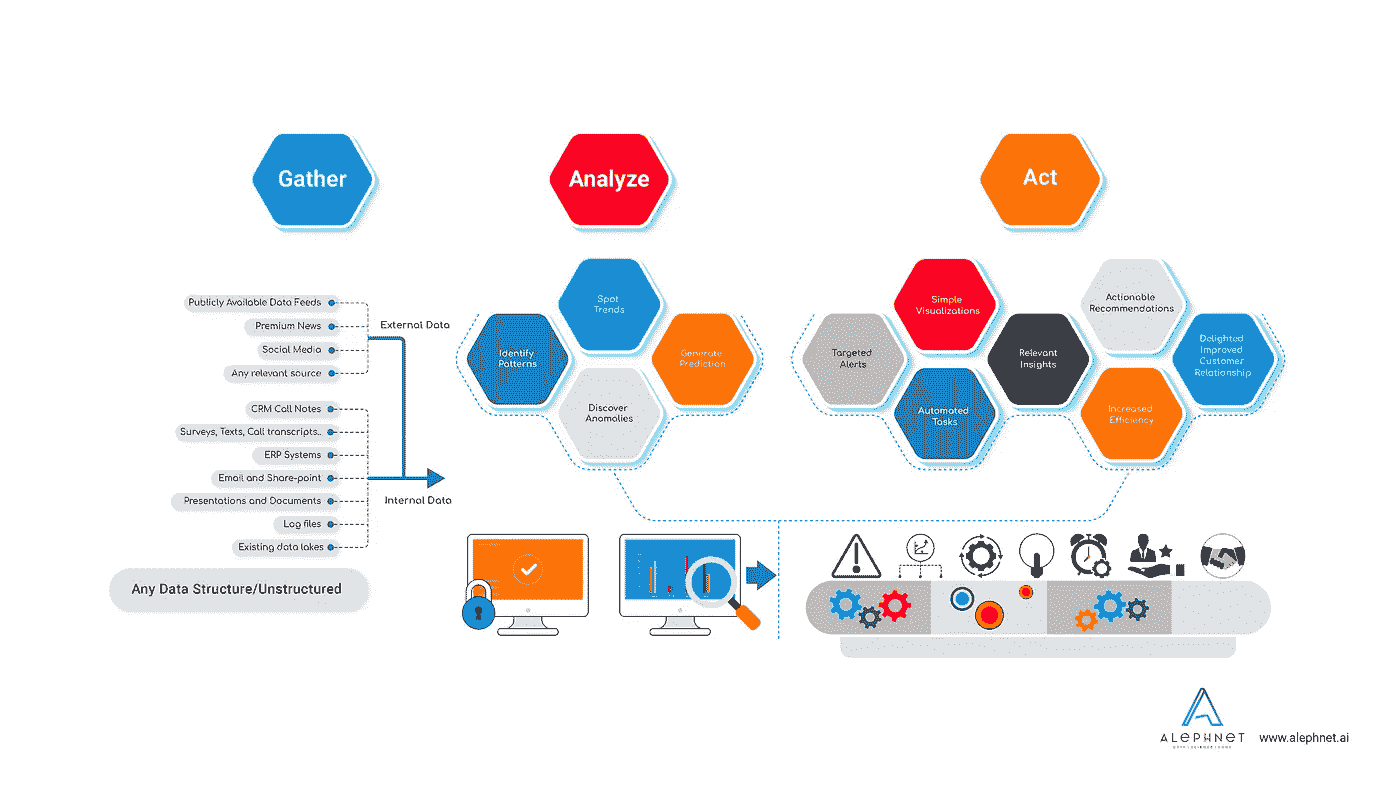 Gather
Analyze
Act
Publicly Available Data Feeds
Premium News
Social Media
Any relevant source
External Data
CRM Call Notes
Surveys, Texts, Call transcripts..
ERP Systems
Email and Share-point
Presentations and Documents
Log files
Existing data lakes
Internal Data
Any Data Structure/Unstructured
Identify
Patterns
Spot
Trends
Discover
Anomalies
Generate
Prediction
Targeted
Alerts
Simple
Visualizations
Automated
Tasks
Relevant
Insights
Actionable
Recommendations
Increased
Efficiency
Delighted
Improved
Customer
Relationship
ALEPHNET
www.alephnet.ai